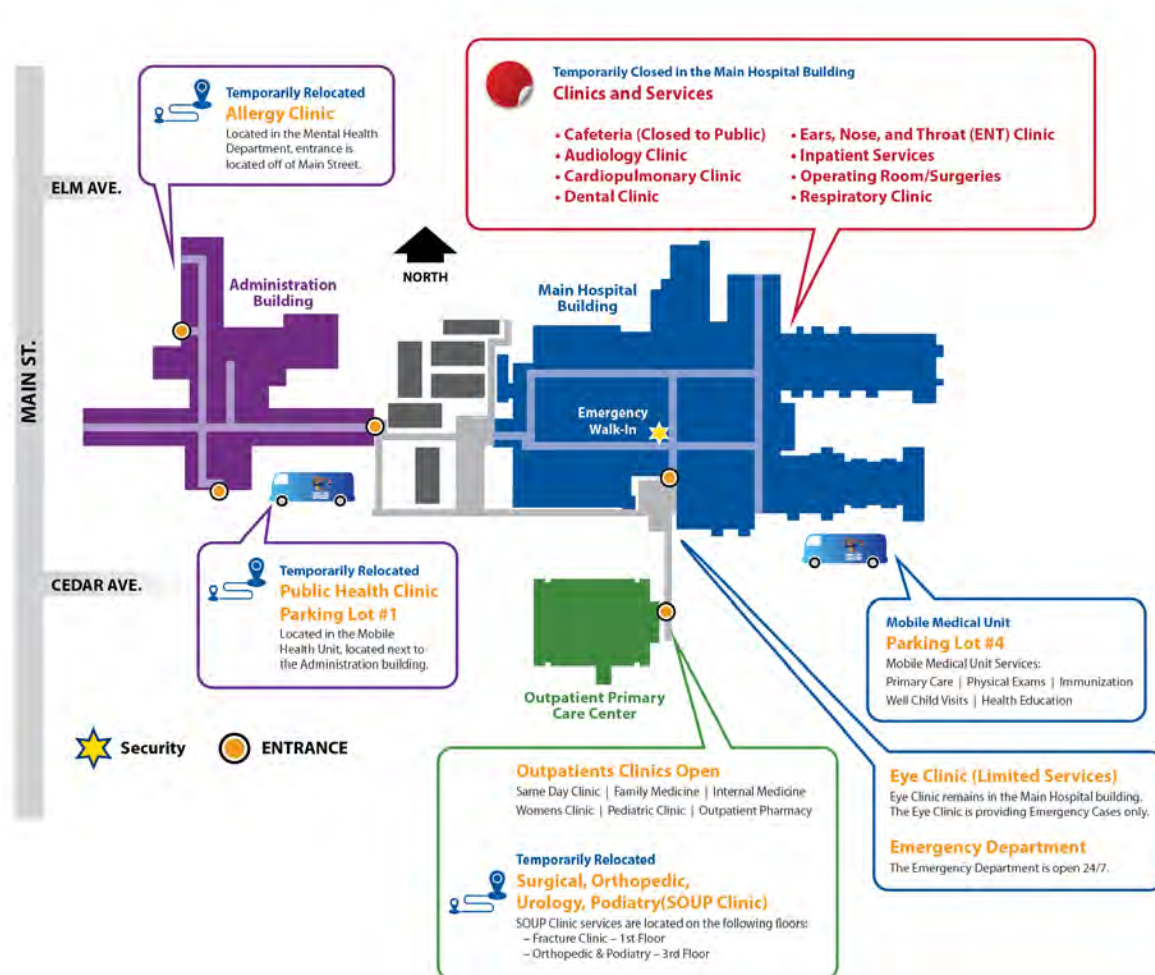 Temporarily Relocated
Allergy Clinic
Located in the Mental Health
Department, entrance is
located off of Main Street.
Temporarily Closed in the Main Hospital Building
Clinics and Services
• Cafeteria (Closed to Public)
• Audiology Clinic
• Cardiopulmonary Clinic
• Dental Clinic
• Ears, Nose, and Throat (ENT) Clinic
• Inpatient Services
• Operating Room/Surgeries
• Respiratory Clinic
ELM AVE.
MAIN ST.
NORTH
Administration
Building
Main Hospital
Building
Emergency
Walk-In
CEDAR AVE.
Temporarily Relocated
Public Health Clinic
Parking Lot #1
Located in the Mobile
Health Unit, located next to
the Administration building.
Mobile Medical Unit
Parking Lot #4
Mobile Medical Unit Services:
Primary Care | Physical Exams | Immunization
Well Child Visits | Health Education
Outpatient Primary
Care Center
Security
ENTRANCE
Outpatients Clinics Open
Same Day Clinic | Family Medicine | Internal Medicine
Womens Clinic | Pediatric Clinic | Outpatient Pharmacy
Temporarily Relocated
Surgical, Orthopedic,
Urology, Podiatry(SOUP Clinic)
SOUP Clinic services are located on the following floors:
– Fracture Clinic – 1st Floor
– Orthopedic & Podiatry – 3rd Floor
Eye Clinic (Limited Services)
Eye Clinic remains in the Main Hospital building.
The Eye Clinic is providing Emergency Cases only.
Emergency Department
The Emergency Department is open 24/7.